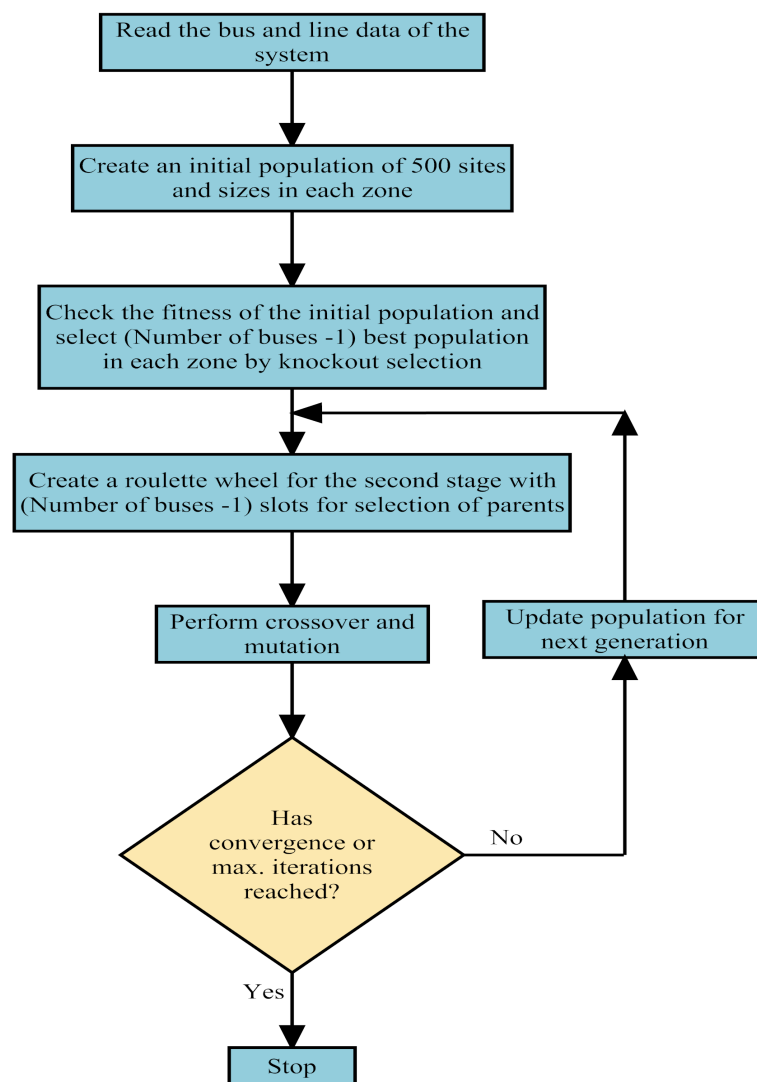 Read the bus and line data of the
system
Create an initial population of 500 sites
and sizes in each zone
Check the fitness of the initial population and
select (Number of buses -1) best population
in each zone by knockout selection
Create a roulette wheel for the second stage with
(Number of buses -1) slots for selection of parents
Perform crossover and
mutation
Update population for
next generation
Has
convergence or
max. iterations
reached?
No
Yes
Stop